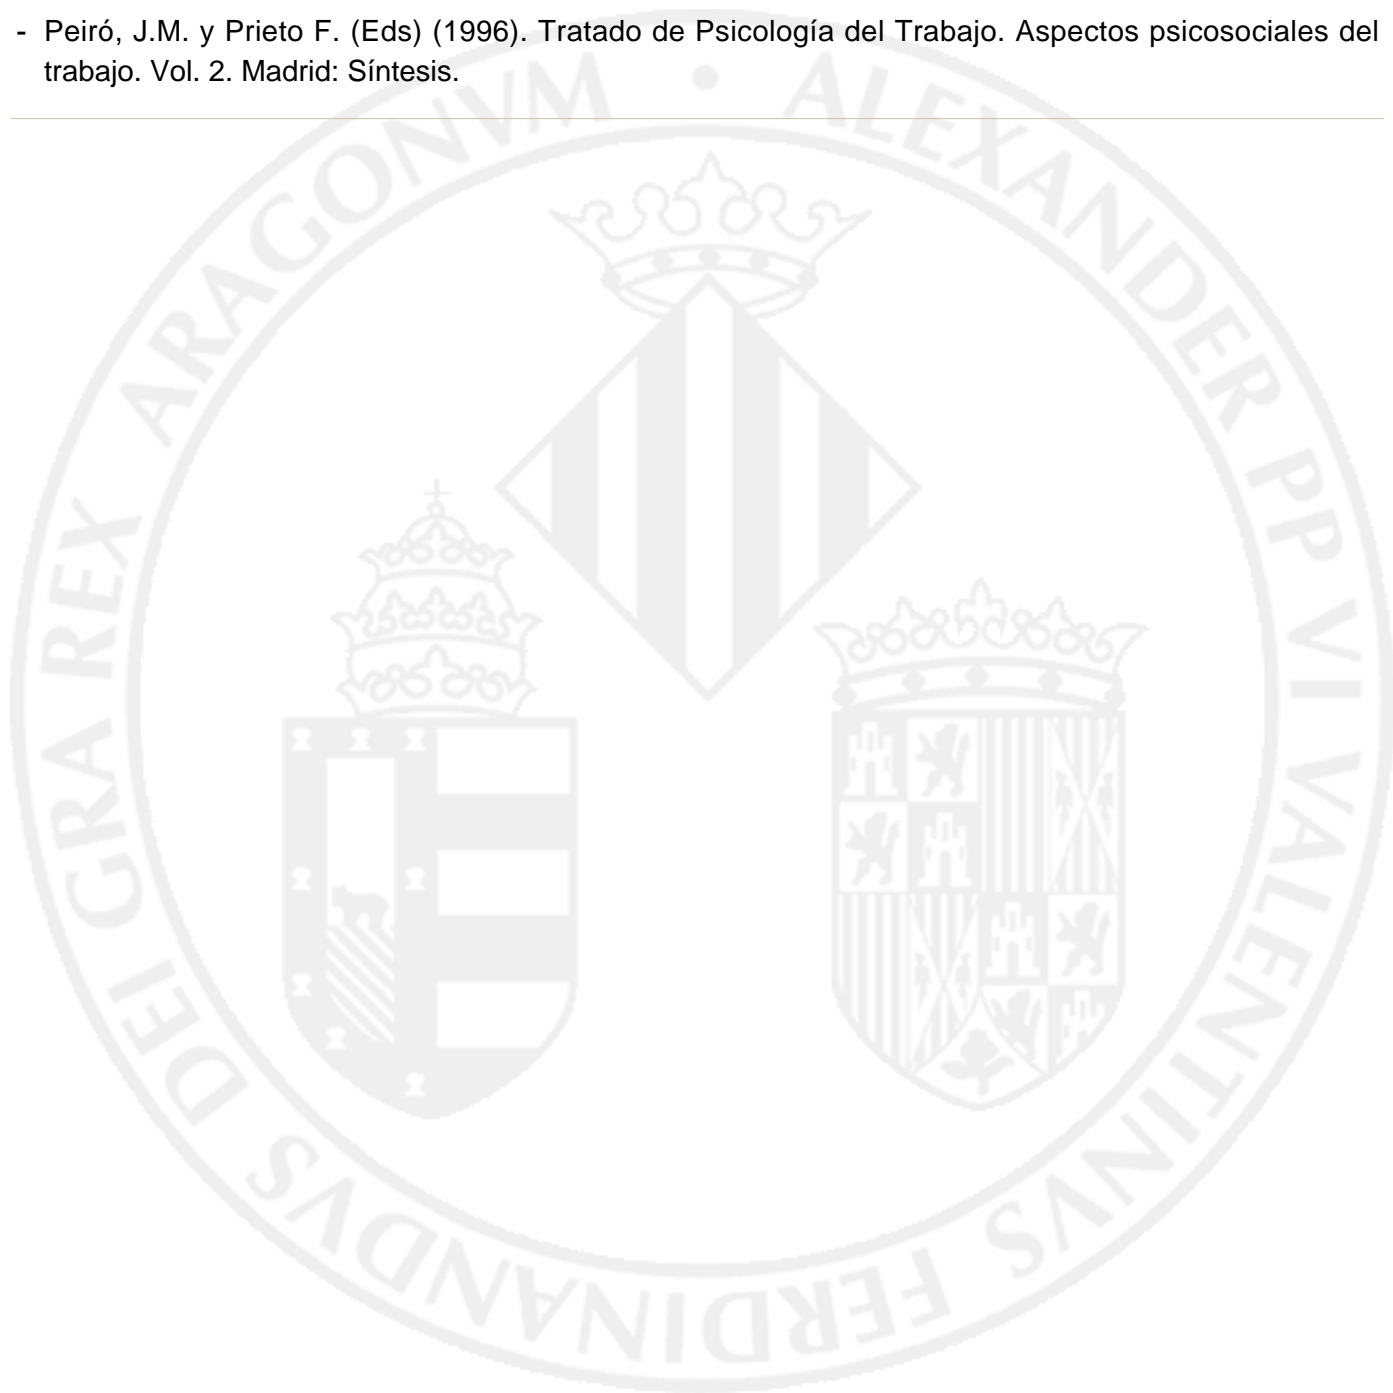 - Peiró, J.M. y Prieto F. (Eds) (1996). Tratado de Psicología del Trabajo. Aspectos psicosociales del
trabajo. Vol. 2. Madrid: Síntesis.
ALEXANDER PP VI VALENTINVS FERDINANDVS DEI GRA REX ARAGONVM